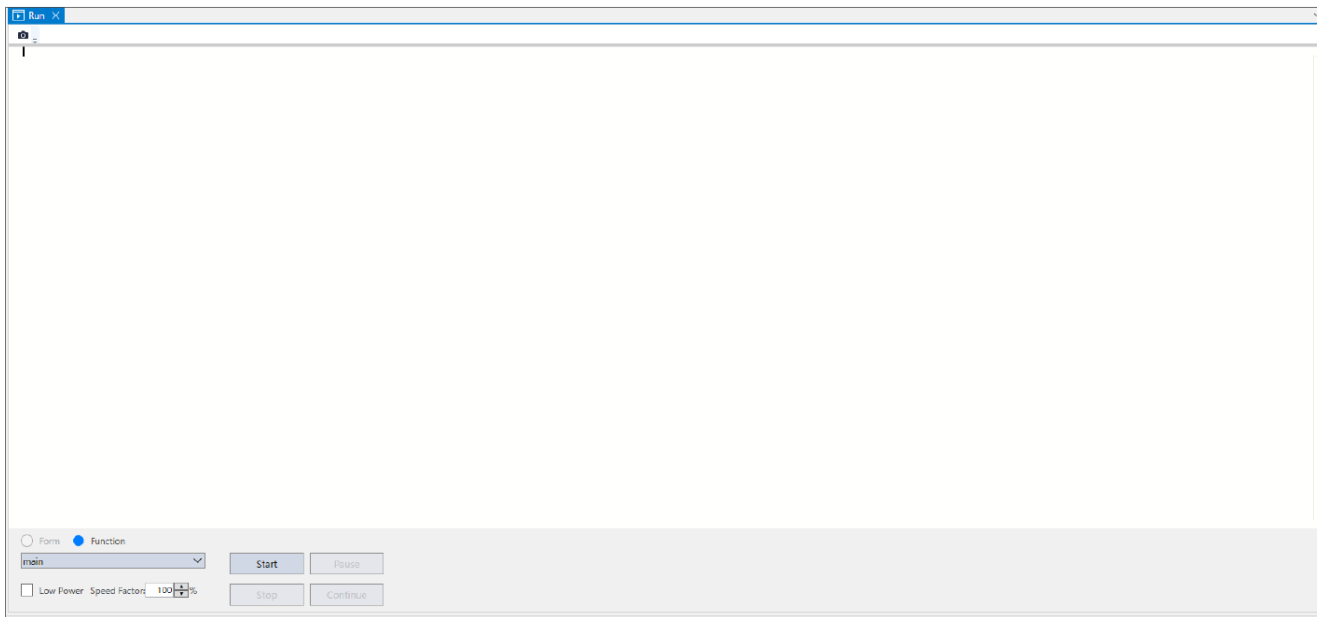 Run
Form Function
main
Start Pause
Low Power Speed Factor: 100 %
Stop Continue